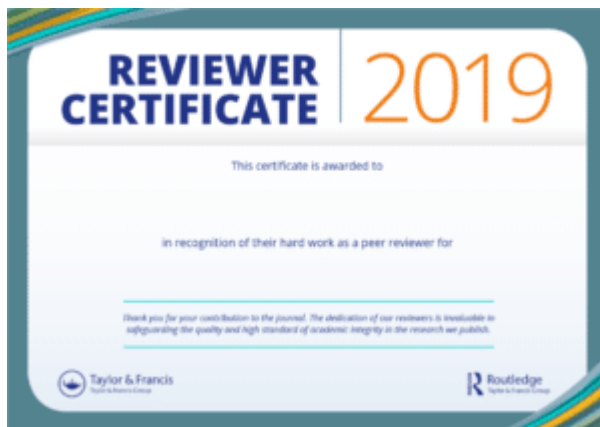 REVIEWER
CERTIFICATE
2019
This certificate is awarded to
in recognition of their hard work as a peer reviewer for
Thank you for your contribution to the journal. The dedication of our reviewers is invaluable in
safeguarding the quality and high standard of academic integrity in the research we publish.
Taylor & Francis
Taylor & Francis Group
Routledge
Taylor & Francis Group